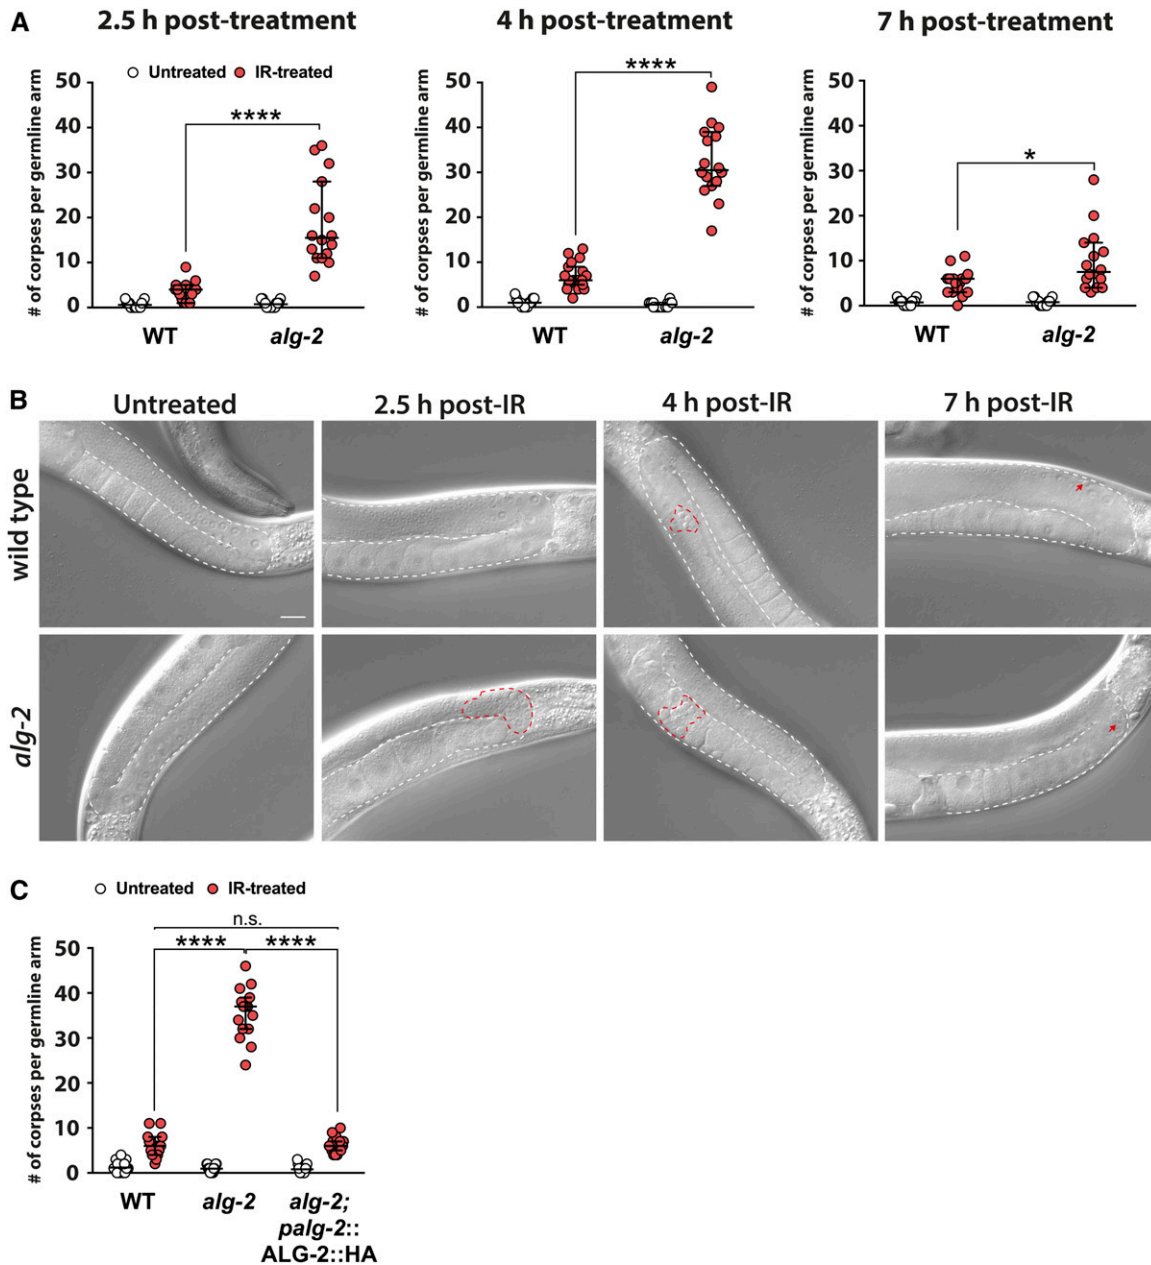 A
2.5 h post-treatment
4 h post-treatment
7 h post-treatment
Untreated
IR-treated
# of corpses per germline arm
50
40
30
20
10
0
****
WT
alg-2
# of corpses per germline arm
50
40
30
20
10
0
****
WT
alg-2
# of corpses per germline arm
50
40
30
20
10
0
*
WT
alg-2
B
Untreated
2.5 h post-IR
4 h post-IR
7 h post-IR
wild type
alg-2
C
Untreated
IR-treated
n.s.
**** ****
# of corpses per germline arm
50
40
30
20
10
0
WT
alg-2
alg-2;
palg-2::
ALG-2::HA